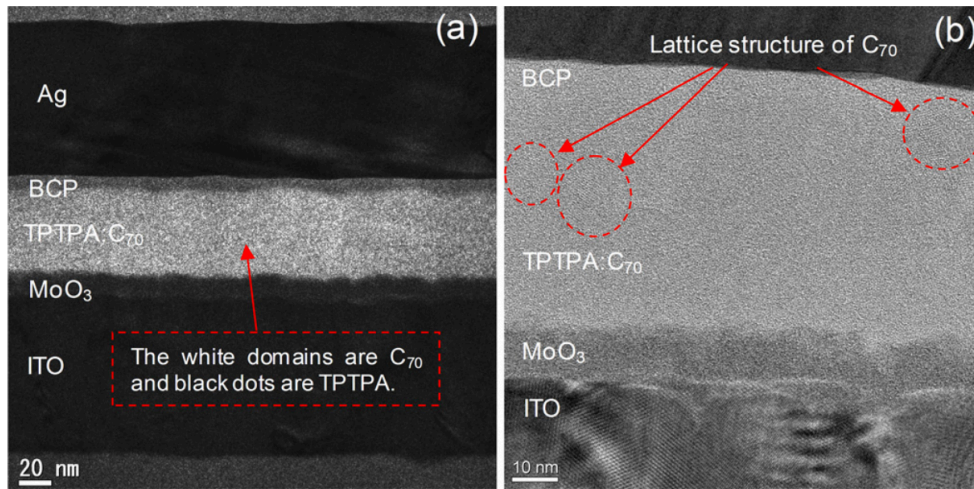 (a)
Ag
BCP
TPTPA:C₇₀
MoO₃
The white domains are C₇₀
and black dots are TPTPA.
ITO
20 nm
(b)
Lattice structure of C₇₀
BCP
TPTPA:C₇₀
MoO₃
ITO
10 nm